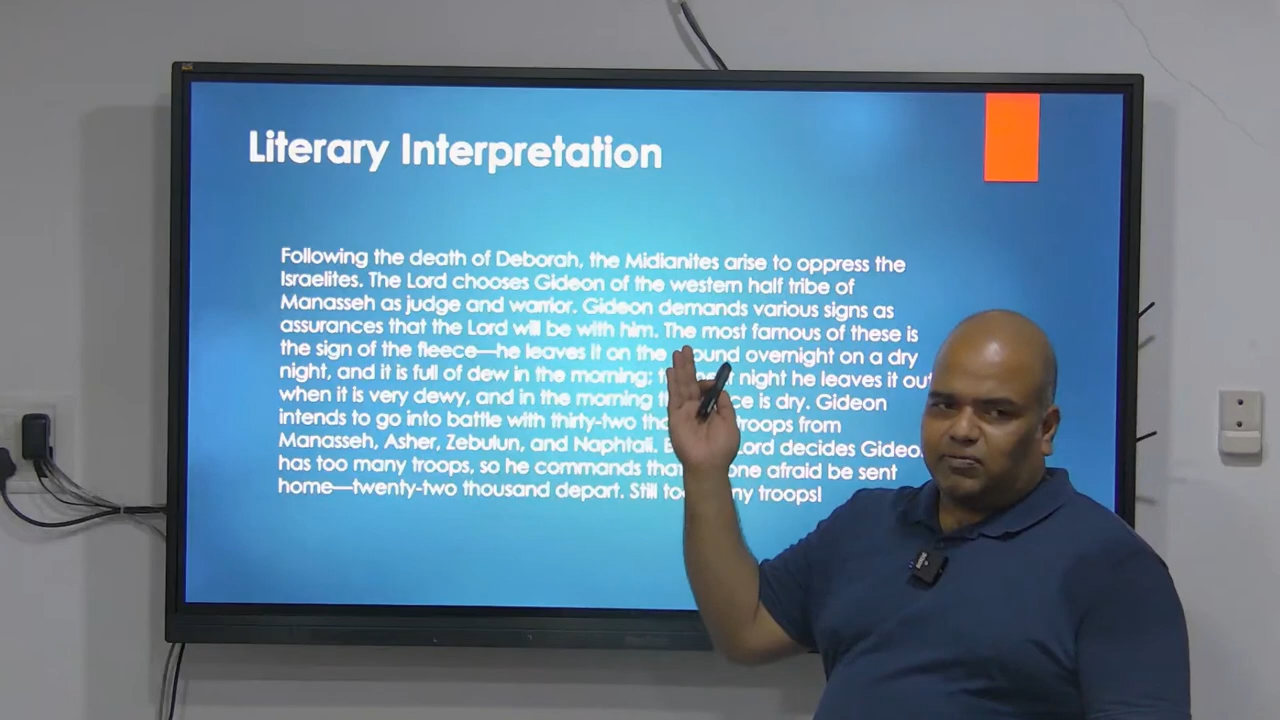 Literary Interpretation
Following the death of Deborah, the Midianites arise to oppress the
Israelites. The Lord chooses Gideon of the western half tribe of
Manasseh as judge and warrior. Gideon demands various signs as
assurances that the Lord will be with him. The most famous of these is
the sign of the fleece—he leaves it on the ound overnight on a dry
night, and it is full of dew in the morning; night he leaves it out
when it is very dewy, and in the morning ce is dry. Gideon
intends to go into battle with thirty-two tho troops from
Manasseh, Asher, Zebulun, and Naphtali. Lord decides Gideo
has too many troops, so he commands that one afraid be sent
home—twenty-two thousand depart. Still too ny troops!